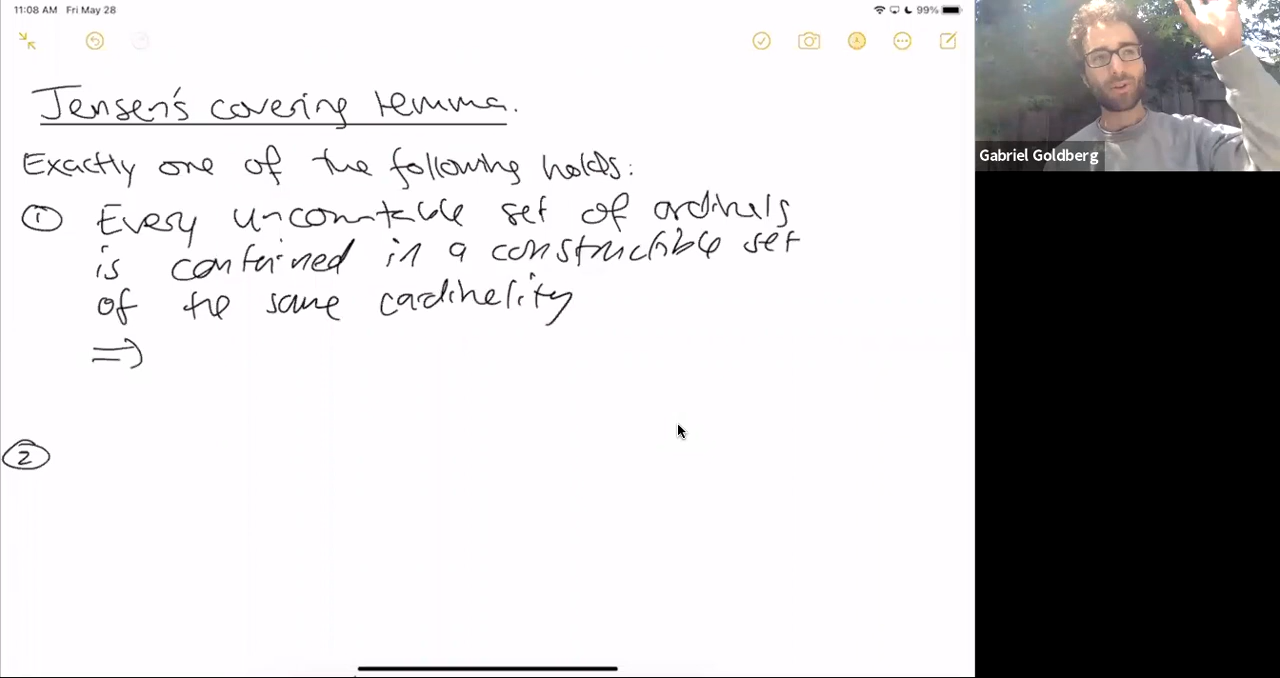 11:08 AM Fri May 28
99%
Jensen's covering lemma.
Exactly one of the following holds:
① Every uncountable set of ordinals
is contained in a constructible set
of the same cardinality
⇒
②
Gabriel Goldberg